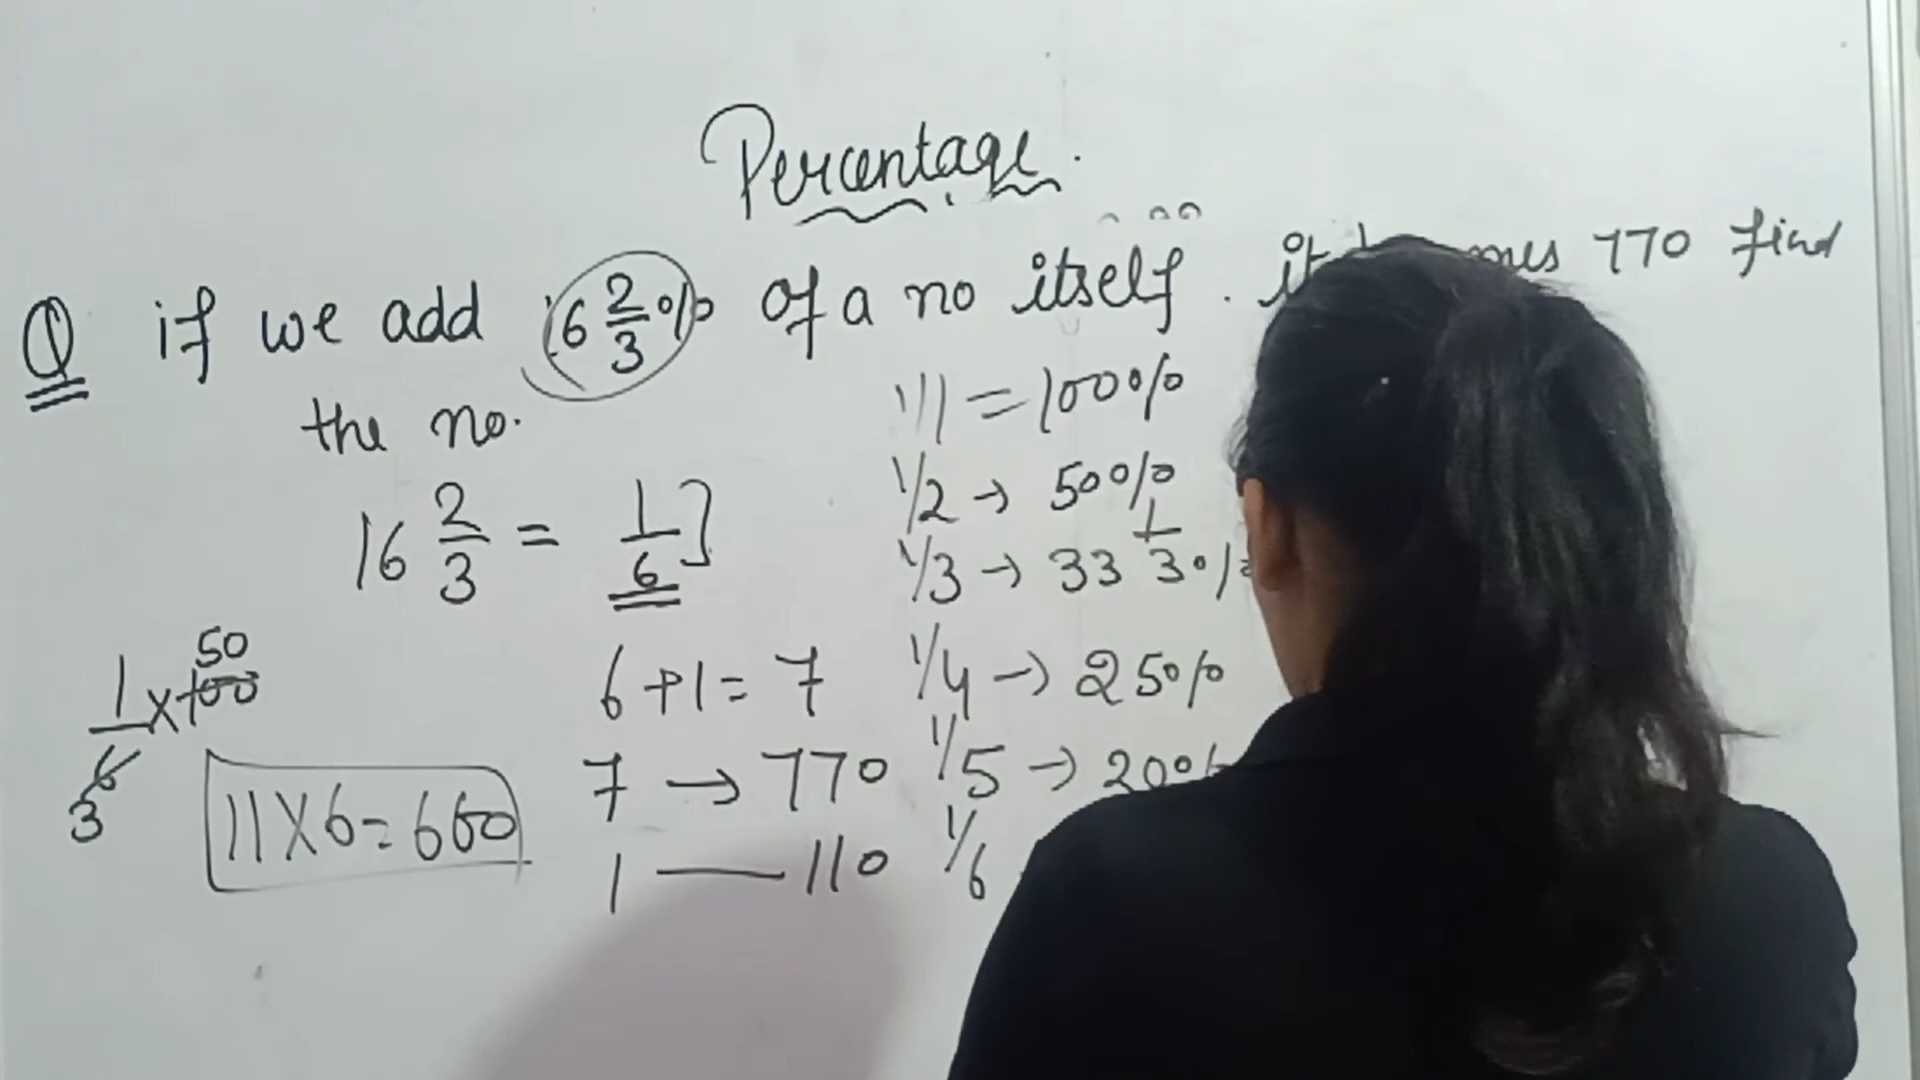 Percentage.
Q if we add 16 2/3 % of a no itself. it 770 find
the no.
16 2/3 = 1/6]
1/6 x 100 50
3
11 X 6 = 660
6 + 1 = 7
7 → 770
1 — 110
1/1 = 100%
1/2 → 50%
1/3 → 33 1/3 %
1/4 → 25%
1/5 → 20%
1/6